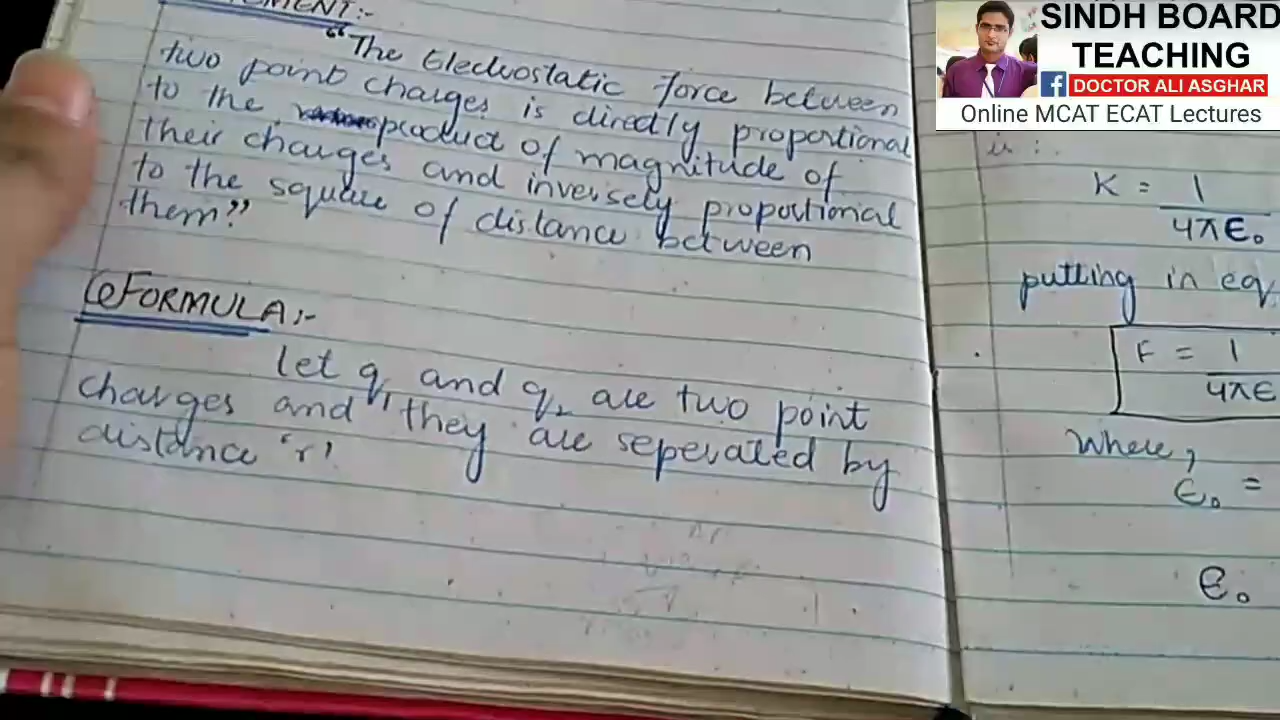 EMENT:-
"The Electrostatic force between
two point charges is directly proportional
to the product of magnitude of
their charges and inversely proportional
to the square of distance between
them"
FORMULA:-
let q₁ and q₂ are two point
charges and they are seperated by
distance 'r'
SINDH BOARD
TEACHING
DOCTOR ALI ASGHAR
Online MCAT ECAT Lectures
is:
K = 1
4πϵ₀
putting in eq
F = 1
4πϵ
Where,
ϵ₀ =
ϵ₀